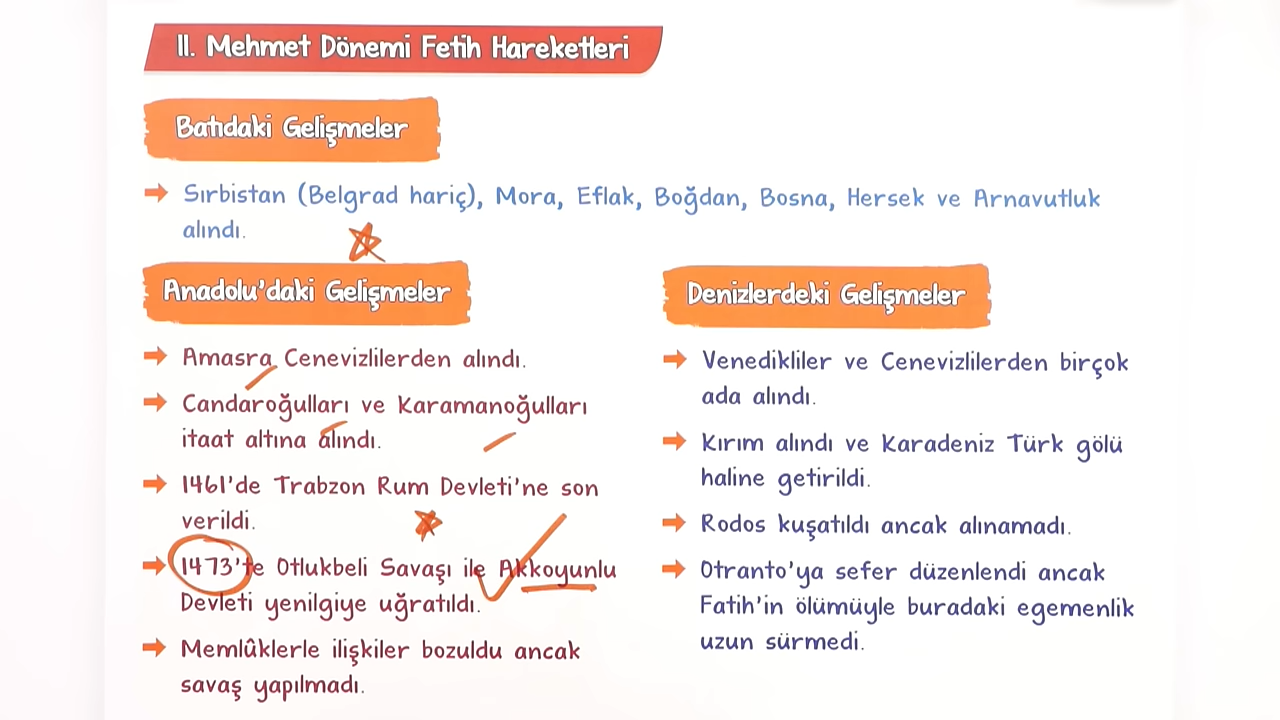 II. Mehmet Dönemi Fetih Hareketleri
Batıdaki Gelişmeler
Sırbistan (Belgrad hariç), Mora, Eflak, Boğdan, Bosna, Hersek ve Arnavutluk
alındı.
Anadolu'daki Gelişmeler
Amasra Cenevizlilerden alındı.
Candaroğulları ve Karamanoğulları
itaat altına alındı.
1461'de Trabzon Rum Devleti'ne son
verildi.
1473'te Otlukbeli Savaşı ile Akkoyunlu
Devleti yenilgiye uğratıldı.
Memlûklerle ilişkiler bozuldu ancak
savaş yapılmadı.
Denizlerdeki Gelişmeler
Venedikliler ve Cenevizlilerden birçok
ada alındı.
Kırım alındı ve Karadeniz Türk gölü
haline getirildi.
Rodos kuşatıldı ancak alınamadı.
Otranto'ya sefer düzenlendi ancak
Fatih'in ölümüyle buradaki egemenlik
uzun sürmedi.